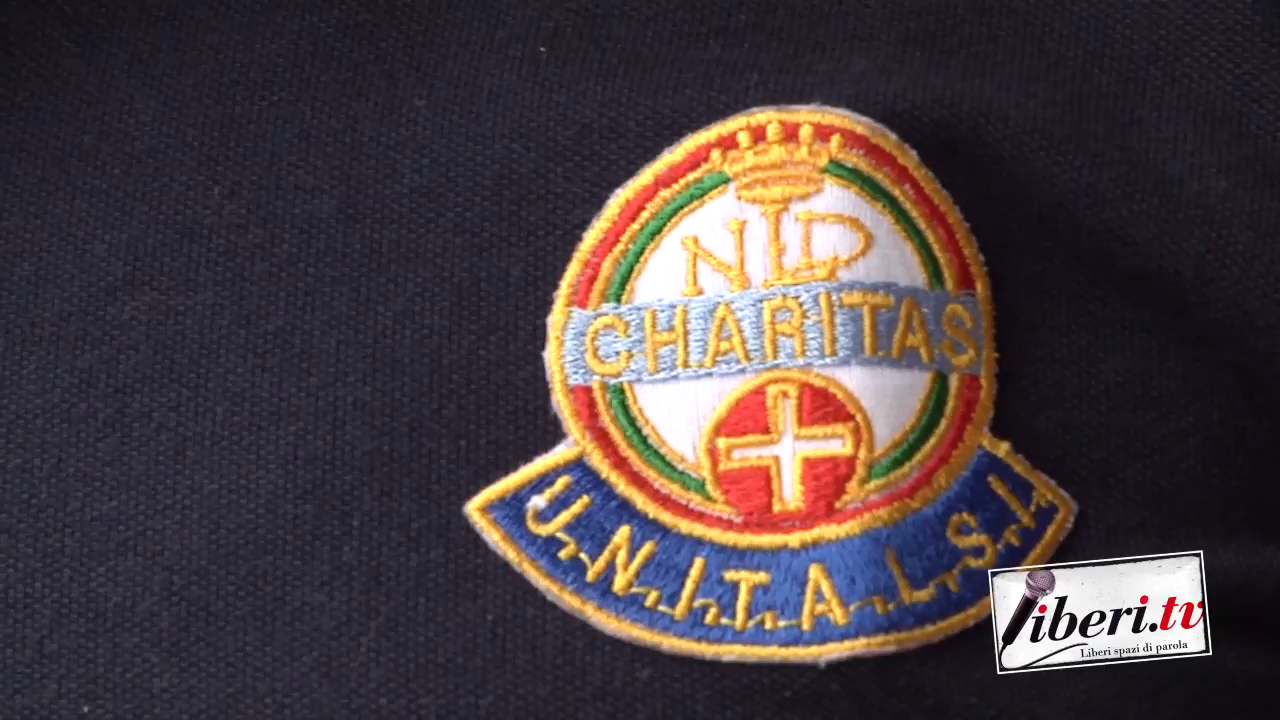 NLD
CHARITAS
U.N.I.T.A.L.S.I.
liberi.tv
Liberi spazi di parola